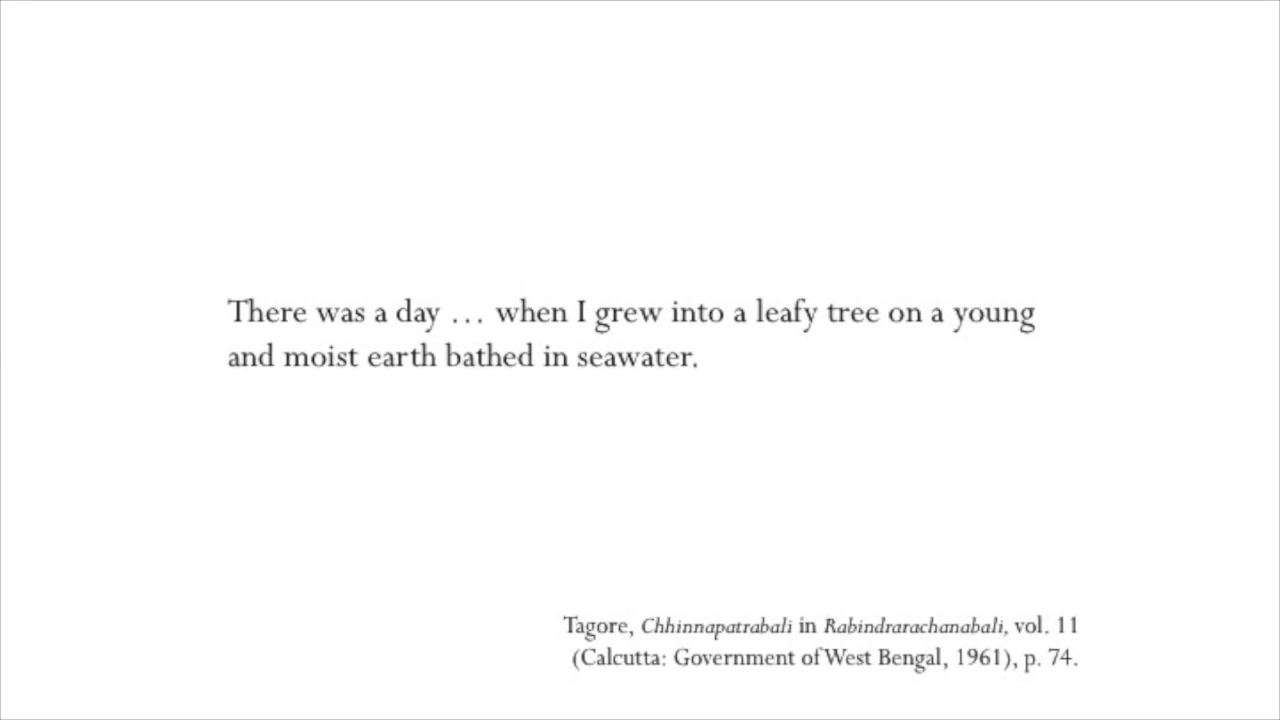 There was a day … when I grew into a leafy tree on a young
and moist earth bathed in seawater.
Tagore, Chhinnapatrabali in Rabindrarachanabali, vol. 11
(Calcutta: Government of West Bengal, 1961), p. 74.